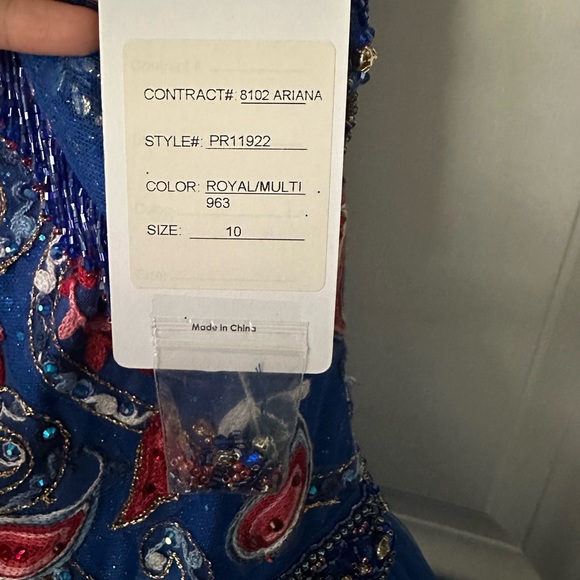 CONTRACT#: 8102 ARIANA
STYLE#: PR11922
COLOR: ROYAL/MULTI
963
SIZE: 10
Made in China